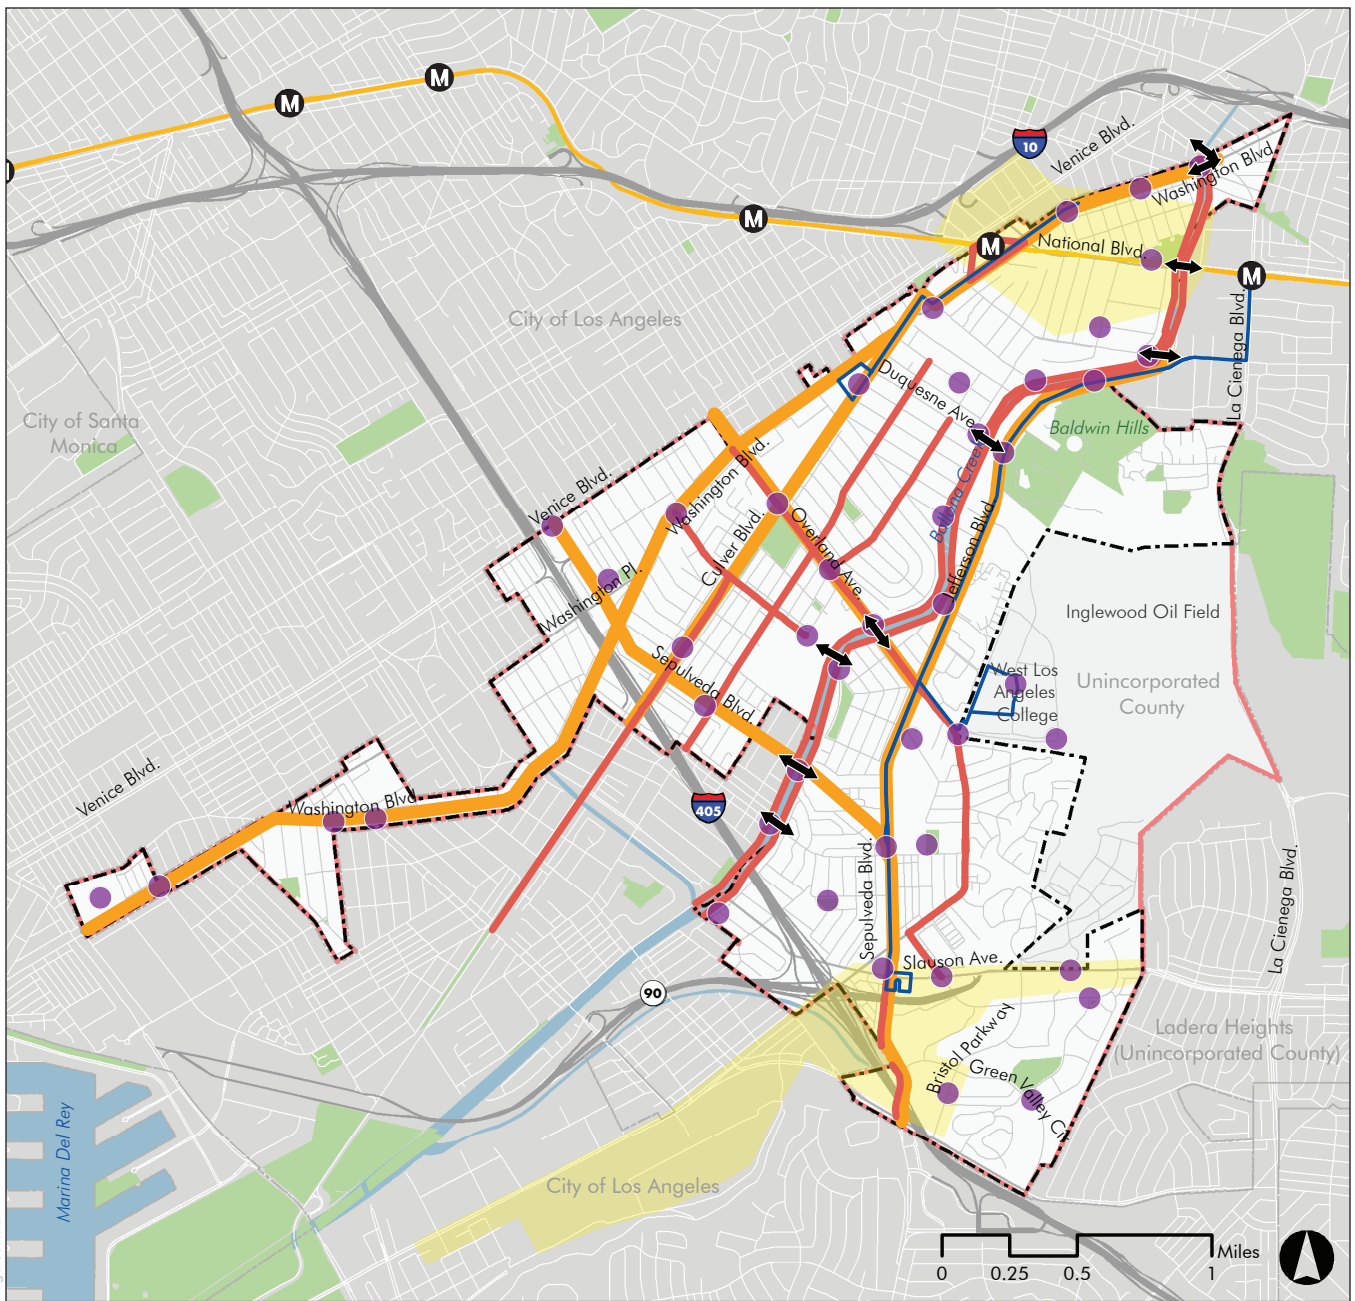 M
M
10
Venice Blvd.
Washington Blvd.
M
M
National Blvd.
M
City of Los Angeles
La Cienega Blvd.
City of Santa
Monica
Duquesne Ave.
Baldwin Hills
Venice Blvd.
Washington Blvd.
Culver Blvd.
Overland Ave.
Ballona Creek
Jefferson Blvd.
Washington Pl.
Inglewood Oil Field
Sepulveda Blvd.
West Los
Angeles
College
Unincorporated
County
Venice Blvd.
Washington Blvd.
405
Sepulveda Blvd.
La Cienega Blvd.
Slauson Ave.
90
Bristol Parkway
Green Valley Cir
Ladera Heights
(Unincorporated County)
Marina Del Rey
City of Los Angeles
Miles
0 0.25 0.5 1